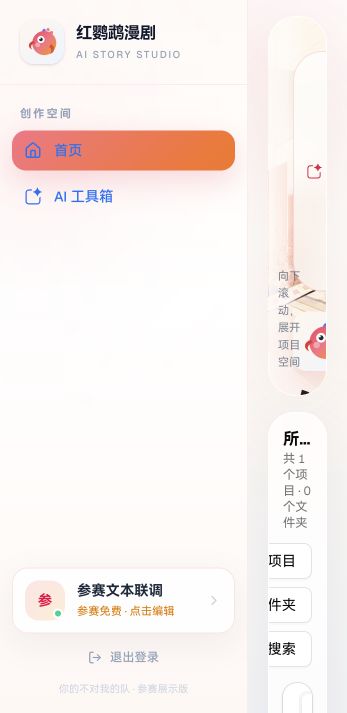 红鹦鹉漫剧
AI STORY STUDIO
创作空间
首页
AI 工具箱
参
参赛文本联调
参赛免费 · 点击编辑
退出登录
你的不对我的队 · 参赛展示版
向下
滚
动，
展开
项目
空间
所...
共 1
个项
目 · 0
个文
件夹
项目
件夹
搜索